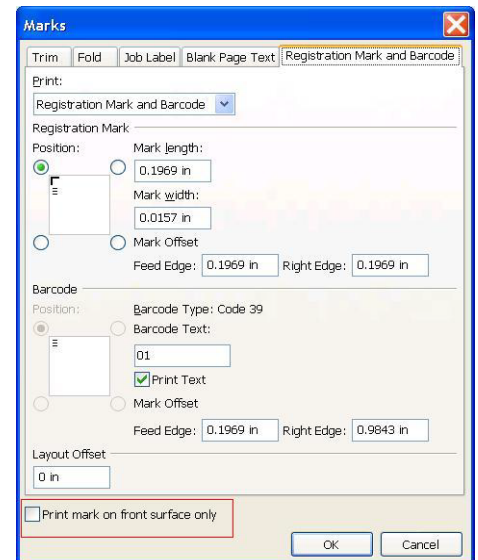 Marks
Trim Fold Job Label Blank Page Text Registration Mark and Barcode
Print:
Registration Mark and Barcode
Registration Mark
Position: Mark length:
0.1969 in
Mark width:
0.0157 in
Mark Offset
Feed Edge: 0.1969 in Right Edge: 0.1969 in
Barcode
Position: Barcode Type: Code 39
Barcode Text:
01
Print Text
Mark Offset
Feed Edge: 0.1969 in Right Edge: 0.9843 in
Layout Offset
0 in
Print mark on front surface only
OK Cancel